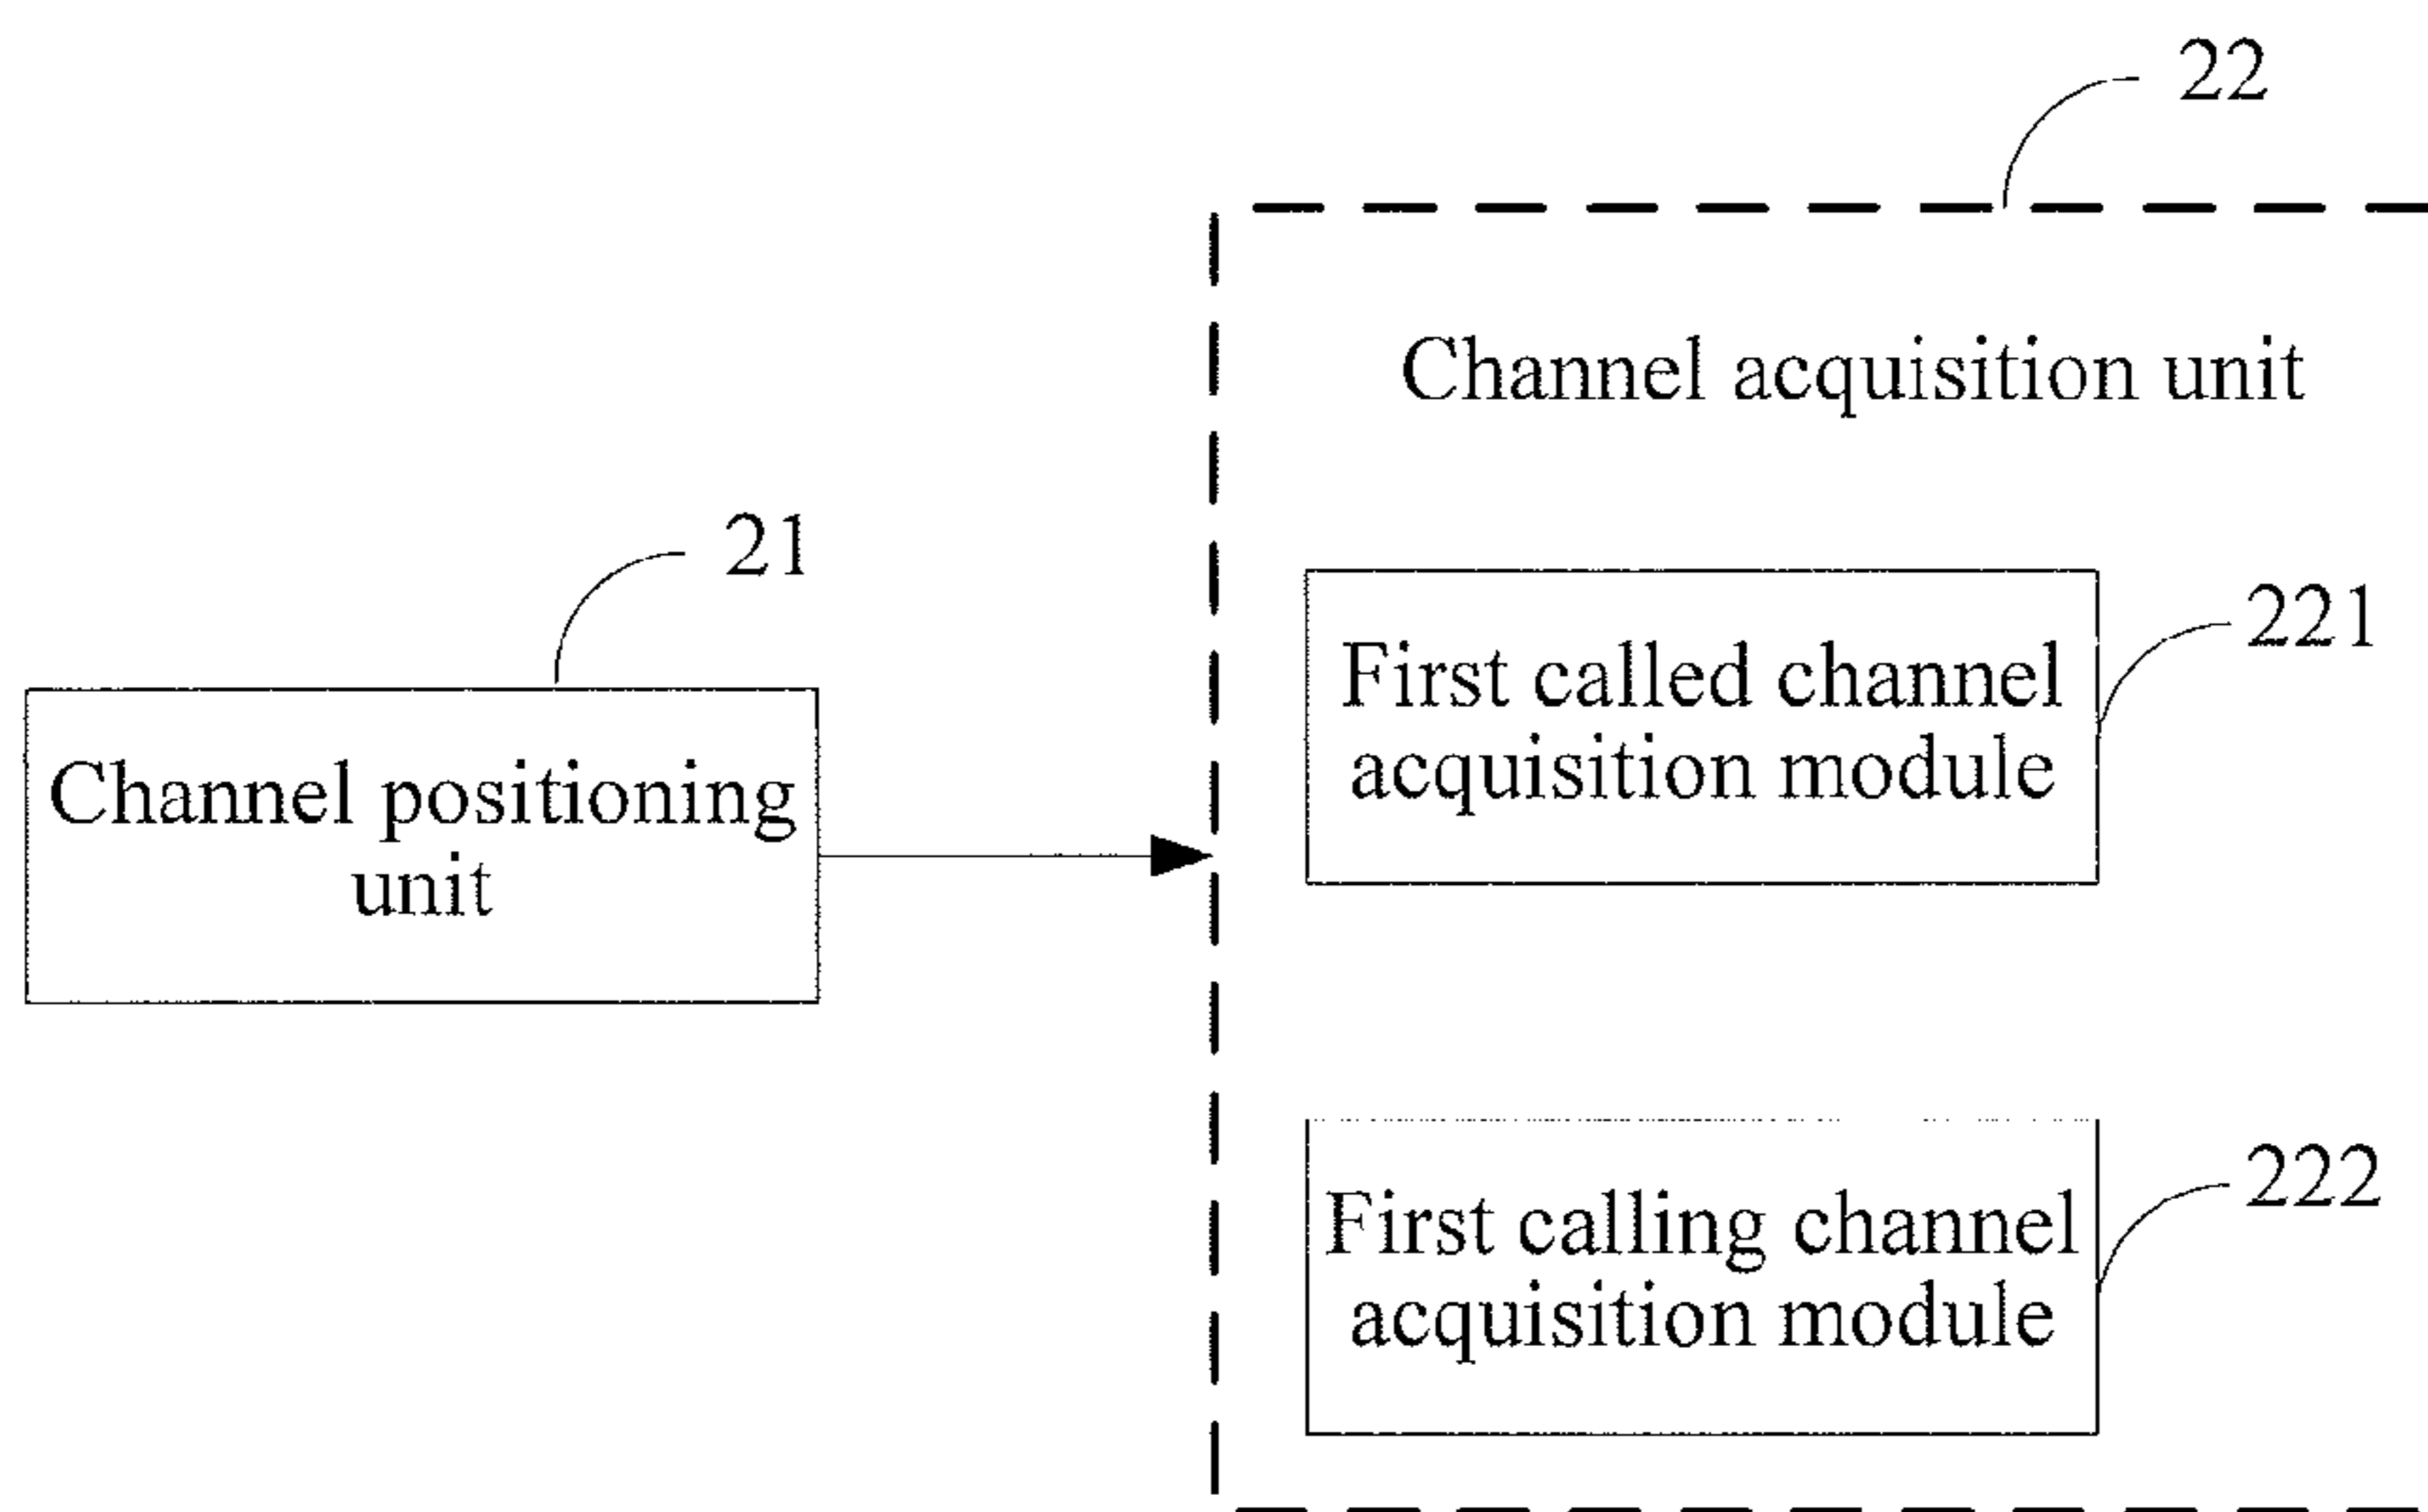 22
Channel acquisition unit
21
221
First called channel
acquisition module
Channel positioning
unit
222
First calling channel
acquisition module